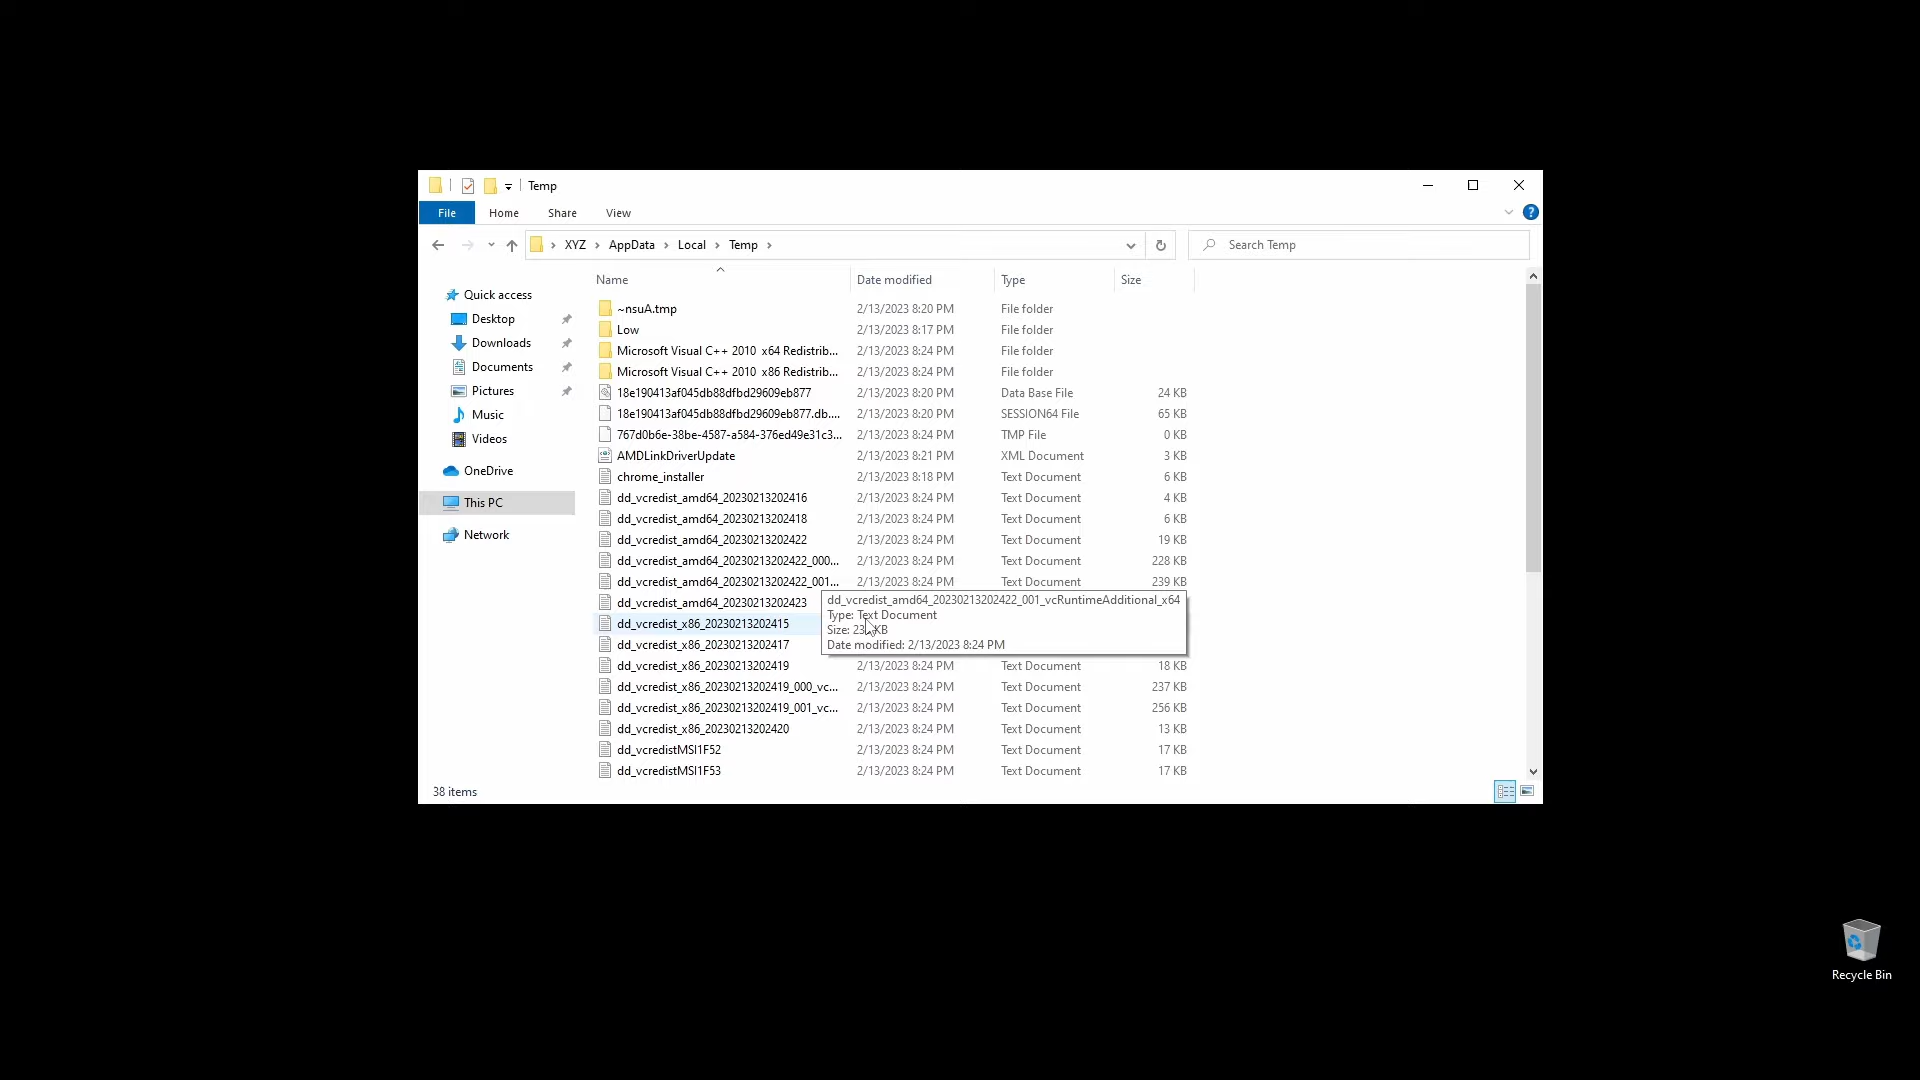 Temp
File Home Share View
XYZ AppData Local Temp
Search Temp
Name Date modified Type Size
Quick access
Desktop
Downloads
Documents
Pictures
Music
Videos
OneDrive
This PC
Network
~nsuA.tmp 2/13/2023 8:20 PM File folder
Low 2/13/2023 8:17 PM File folder
Microsoft Visual C++ 2010 x64 Redistrib... 2/13/2023 8:24 PM File folder
Microsoft Visual C++ 2010 x86 Redistrib... 2/13/2023 8:24 PM File folder
18e190413af045db88dfbd29609eb877 2/13/2023 8:20 PM Data Base File 24 KB
18e190413af045db88dfbd29609eb877.db.... 2/13/2023 8:20 PM SESSION64 File 65 KB
767d0b6e-38be-4587-a584-376ed49e31c3... 2/13/2023 8:24 PM TMP File 0 KB
AMDLinkDriverUpdate 2/13/2023 8:21 PM XML Document 3 KB
chrome_installer 2/13/2023 8:18 PM Text Document 6 KB
dd_vcredist_amd64_20230213202416 2/13/2023 8:24 PM Text Document 4 KB
dd_vcredist_amd64_20230213202418 2/13/2023 8:24 PM Text Document 6 KB
dd_vcredist_amd64_20230213202422 2/13/2023 8:24 PM Text Document 19 KB
dd_vcredist_amd64_20230213202422_000... 2/13/2023 8:24 PM Text Document 228 KB
dd_vcredist_amd64_20230213202422_001... 2/13/2023 8:24 PM Text Document 239 KB
dd_vcredist_amd64_20230213202423
dd_vcredist_x86_20230213202415
dd_vcredist_x86_20230213202417
dd_vcredist_amd64_20230213202422_001_vcRuntimeAdditional_x64
Type: Text Document
Size: KB
Date modified: 2/13/2023 8:24 PM
dd_vcredist_x86_20230213202419 2/13/2023 8:24 PM Text Document 18 KB
dd_vcredist_x86_20230213202419_000_vc... 2/13/2023 8:24 PM Text Document 237 KB
dd_vcredist_x86_20230213202419_001_vc... 2/13/2023 8:24 PM Text Document 256 KB
dd_vcredist_x86_20230213202420 2/13/2023 8:24 PM Text Document 13 KB
dd_vcredistMSI1F52 2/13/2023 8:24 PM Text Document 17 KB
dd_vcredistMSI1F53 2/13/2023 8:24 PM Text Document 17 KB
38 items
Recycle Bin